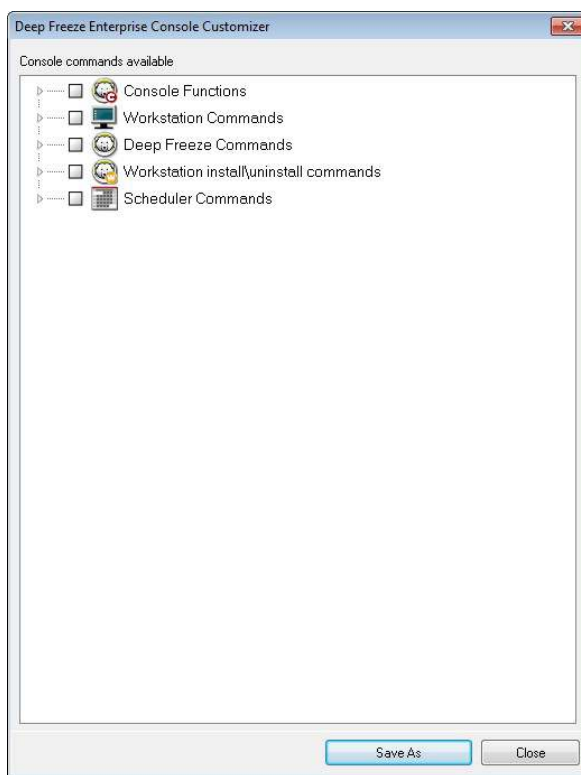 Deep Freeze Enterprise Console Customizer
Console commands available
Console Functions
Workstation Commands
Deep Freeze Commands
Workstation install\uninstall commands
Scheduler Commands
Save As
Close